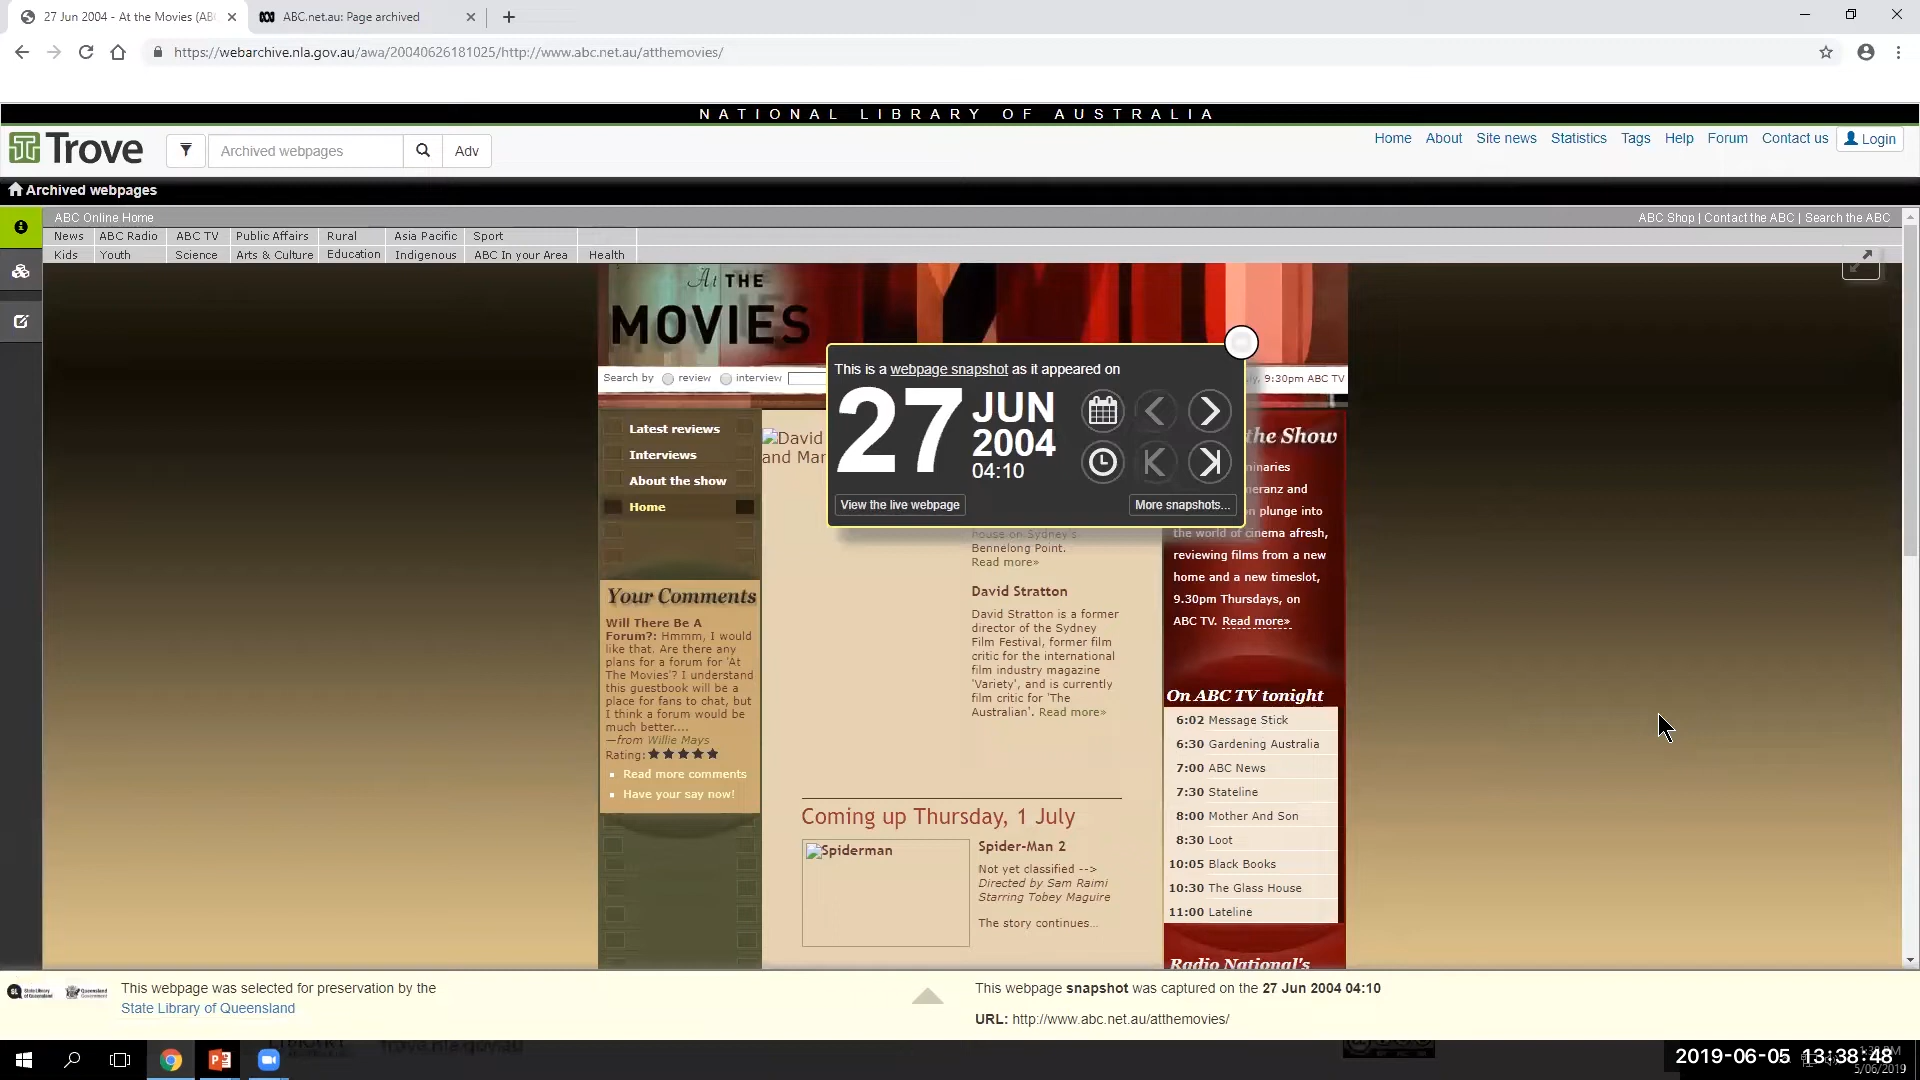 27 Jun 2004 - At the Movies (AB
ABC.net.au: Page archived
https://webarchive.nla.gov.au/awa/20040626181025/http://www.abc.net.au/atthemovies/
NATIONAL LIBRARY OF AUSTRALIA
Trove
Archived webpages
Adv
Home About Site news Statistics Tags Help Forum Contact us Login
Archived webpages
ABC Online Home
ABC Shop | Contact the ABC | Search the ABC
News ABC Radio ABC TV Public Affairs Rural Asia Pacific Sport
Kids Youth Science Arts & Culture Education Indigenous ABC In your Area Health
At THE
MOVIES
Search by review interview
9:30pm ABC TV
This is a webpage snapshot as it appeared on
27 JUN
2004
04:10
View the live webpage
More snapshots...
Latest reviews
Interviews
About the show
Home
David
and Mar
Your Comments
Will There Be A
Forum?: Hmmm, I would
like that. Are there any
plans for a forum for 'At
The Movies'? I understand
this guestbook will be a
place for fans to chat, but
I think a forum would be
much better....
—from Willie Mays
Rating: ★★★★★
Read more comments
Have your say now!
house on Sydney's
Bennelong Point.
Read more»
David Stratton
David Stratton is a former
director of the Sydney
Film Festival, former film
critic for the international
film industry magazine
'Variety', and is currently
film critic for 'The
Australian'. Read more»
Coming up Thursday, 1 July
Spiderman
Spider-Man 2
Not yet classified -->
Directed by Sam Raimi
Starring Tobey Maguire
The story continues...
the Show
and
plunge into
the world of cinema afresh,
reviewing films from a new
home and a new timeslot,
9.30pm Thursdays, on
ABC TV. Read more»
On ABC TV tonight
6:02 Message Stick
6:30 Gardening Australia
7:00 ABC News
7:30 Stateline
8:00 Mother And Son
8:30 Loot
10:05 Black Books
10:30 The Glass House
11:00 Lateline
Radio National's
This webpage was selected for preservation by the
State Library of Queensland
This webpage snapshot was captured on the 27 Jun 2004 04:10
URL: http://www.abc.net.au/atthemovies/
trove.nla.gov.au
2019-06-05 13:38:48
5/06/2019